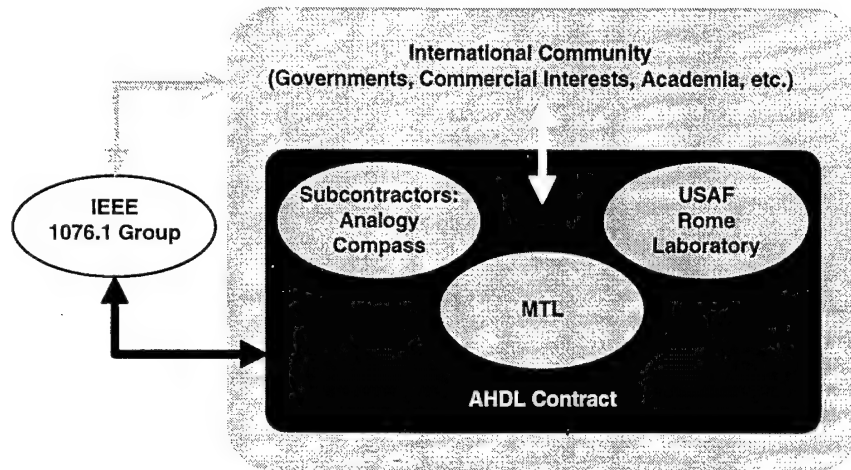 International Community
(Governments, Commercial Interests, Academia, etc.)
IEEE
1076.1 Group
Subcontractors:
Analogy
Compass
USAF
Rome
Laboratory
MTL
AHDL Contract